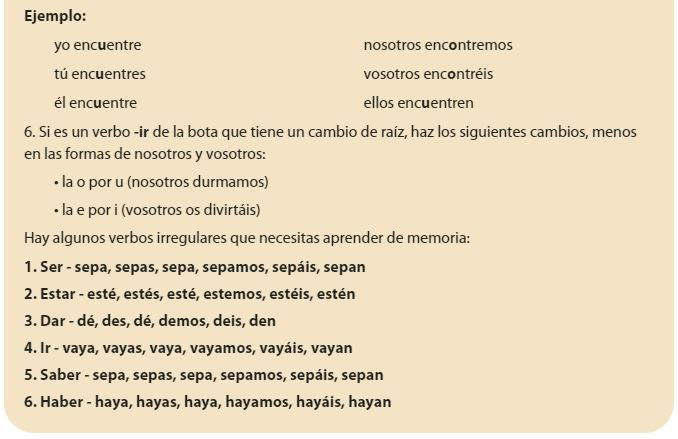 Ejemplo:
yo encuentre nosotros encontremos
tú encuentres vosotros encontréis
él encuentre ellos encuentren
6. Si es un verbo -ir de la bota que tiene un cambio de raíz, haz los siguientes cambios, menos
en las formas de nosotros y vosotros:
• la o por u (nosotros durmamos)
• la e por i (vosotros os divirtáis)
Hay algunos verbos irregulares que necesitas aprender de memoria:
1. Ser - sepa, sepas, sepa, sepamos, sepáis, sepan
2. Estar - esté, estés, esté, estemos, estéis, estén
3. Dar - dé, des, dé, demos, deis, den
4. Ir - vaya, vayas, vaya, vayamos, vayáis, vayan
5. Saber - sepa, sepas, sepa, sepamos, sepáis, sepan
6. Haber - haya, hayas, haya, hayamos, hayáis, hayan